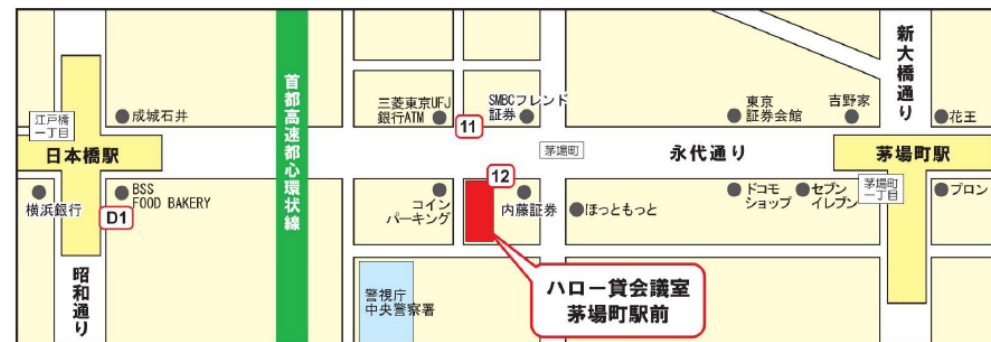 新大橋通り
首都高速都心環状線
江戸橋
一丁目
成城石井
三菱東京UFJ
銀行ATM
SMBCフレンド
証券
東京
証券会館
吉野家
花王
11
日本橋駅
茅場町
永代通り
茅場町駅
12
横浜銀行
BSS
FOOD BAKERY
D1
コイン
パーキング
内藤証券
ほっともっと
ドコモ
ショップ
セブン
イレブン
茅場町
一丁目
プロン
昭和通り
警視庁
中央警察署
ハロー貸会議室
茅場町駅前